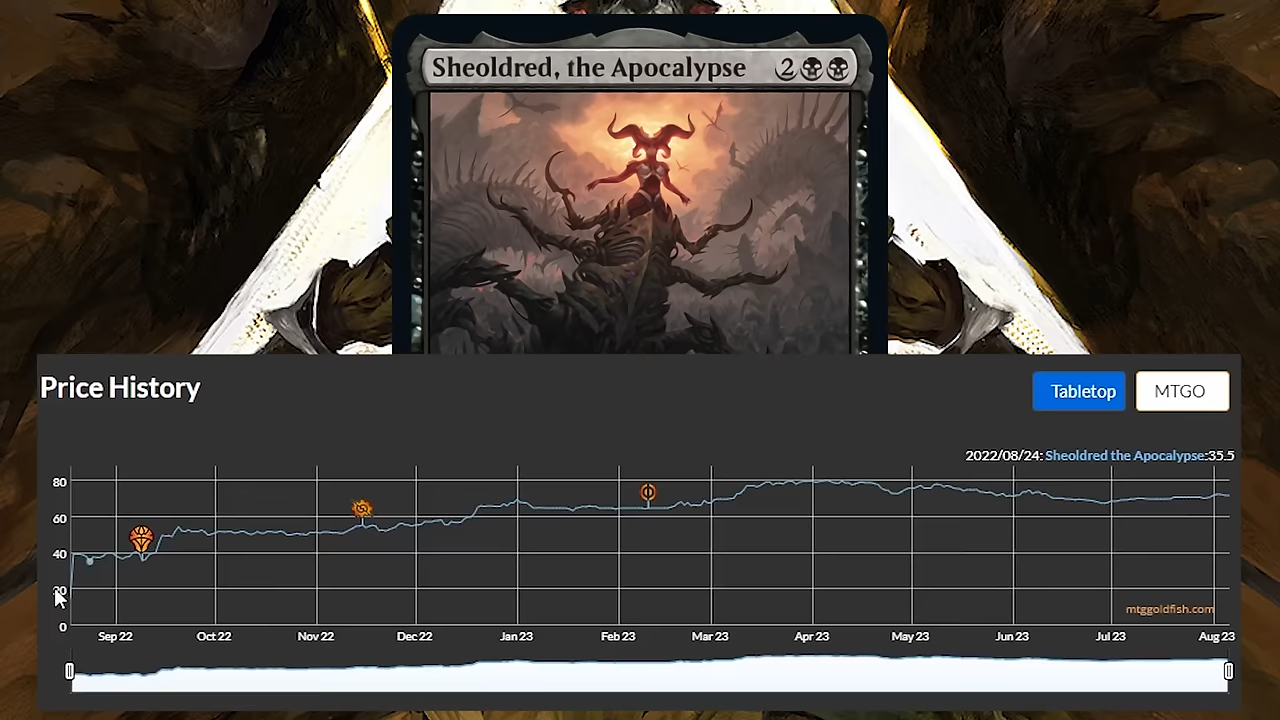 Sheoldred, the Apocalypse 2
Price History
Tabletop MTGO
2022/08/24: Sheoldred the Apocalypse:35.5
80
60
40
20
0
mtggoldfish.com
Sep 22 Oct 22 Nov 22 Dec 22 Jan 23 Feb 23 Mar 23 Apr 23 May 23 Jun 23 Jul 23 Aug 23